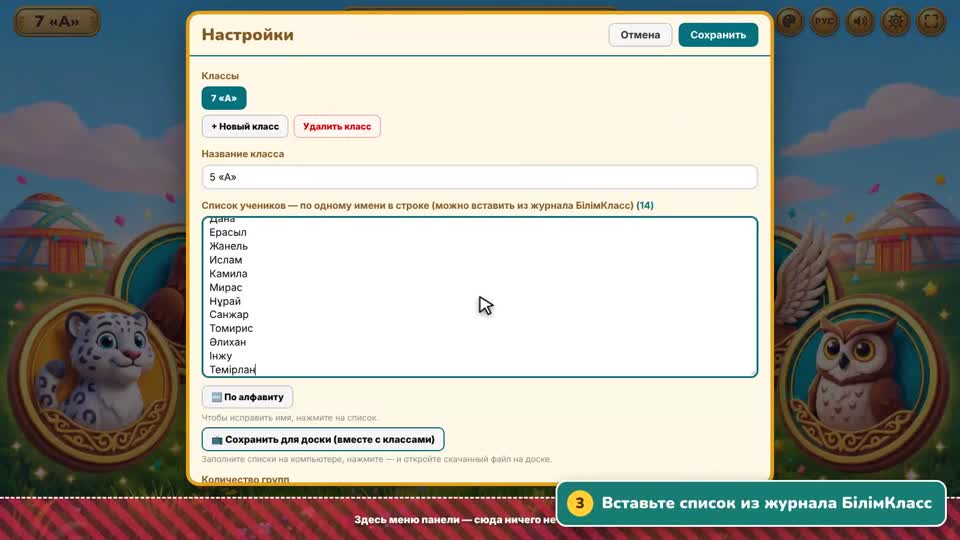 7 «А»
РУС
Настройки
Отмена
Сохранить
Классы
7 «А»
+ Новый класс
Удалить класс
Название класса
5 «А»
Список учеников — по одному имени в строке (можно вставить из журнала БілімКласс) (14)
Дана
Ерасыл
Жанель
Ислам
Камила
Мирас
Нұрай
Санжар
Томирис
Әлихан
Інжу
Темірлан
По алфавиту
Чтобы исправить имя, нажмите на список.
Сохранить для доски (вместе с классами)
Заполните списки на компьютере, нажмите — и откройте скачанный файл на доске.
Количество групп
3 Вставьте список из журнала БілімКласс
Здесь меню панели — сюда ничего не